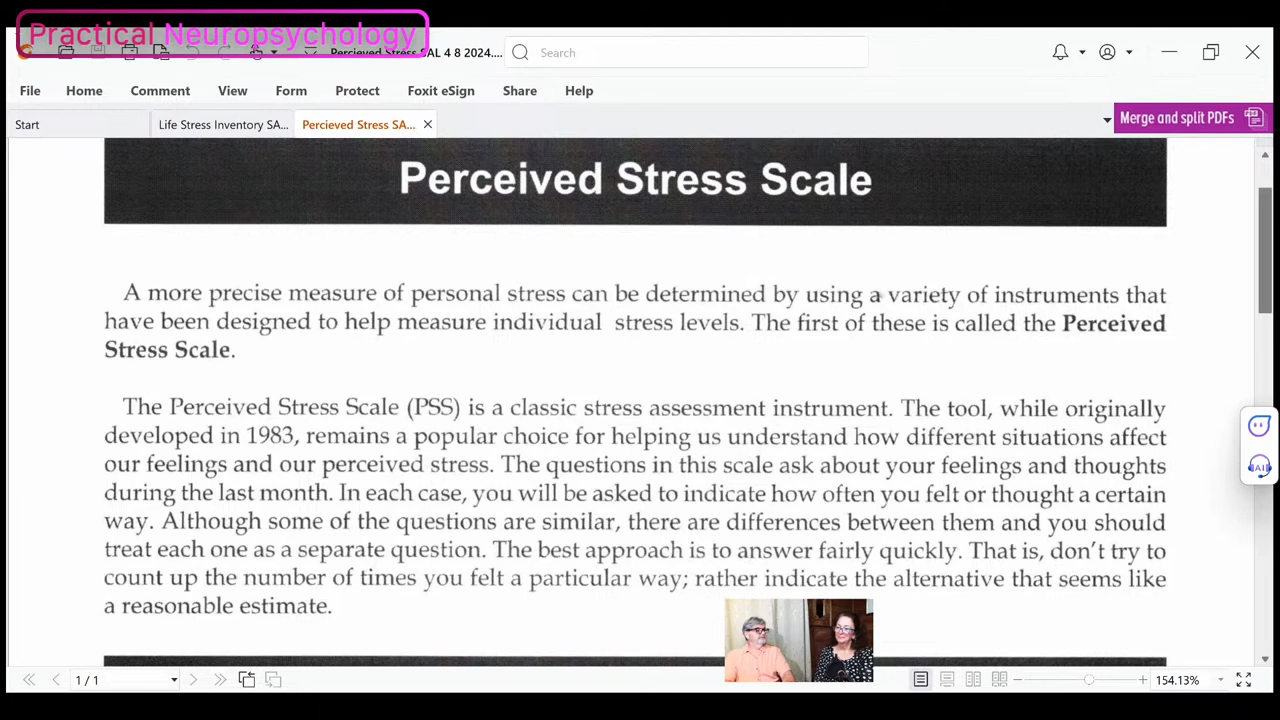 Practical Neuropsychology
Percieved Stress SAL 4 8 2024....
Search
File Home Comment View Form Protect Foxit eSign Share Help
Start Life Stress Inventory SA... Percieved Stress SA... Merge and split PDFs
Perceived Stress Scale
A more precise measure of personal stress can be determined by using a variety of instruments that
have been designed to help measure individual stress levels. The first of these is called the Perceived
Stress Scale.
The Perceived Stress Scale (PSS) is a classic stress assessment instrument. The tool, while originally
developed in 1983, remains a popular choice for helping us understand how different situations affect
our feelings and our perceived stress. The questions in this scale ask about your feelings and thoughts
during the last month. In each case, you will be asked to indicate how often you felt or thought a certain
way. Although some of the questions are similar, there are differences between them and you should
treat each one as a separate question. The best approach is to answer fairly quickly. That is, don't try to
count up the number of times you felt a particular way; rather indicate the alternative that seems like
a reasonable estimate.
AI
1 / 1 154.13%